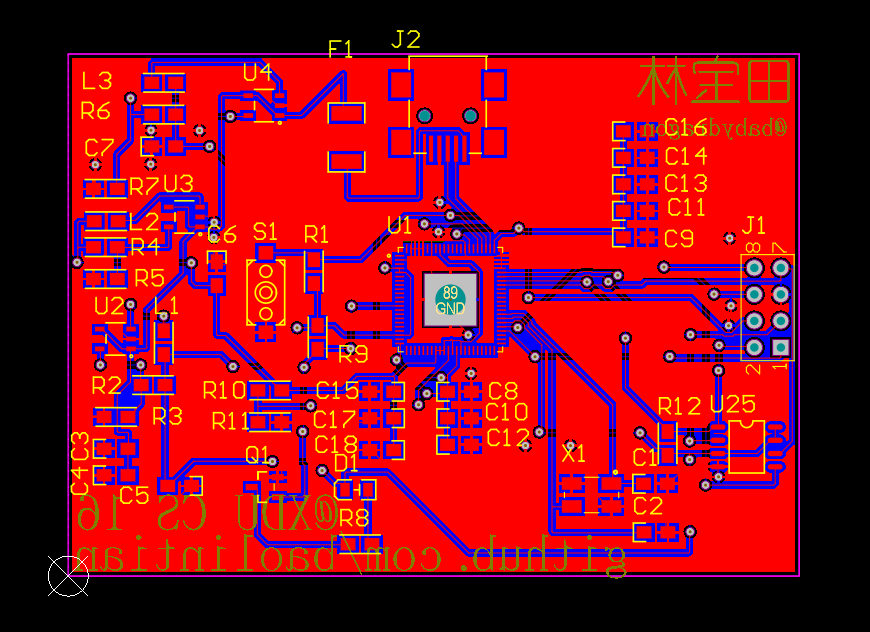 J2
F1
U4
L3
田宝林
R6
@babydragon
C16
C7
C14
R7
U3
C13
L2
C11
U1
J1
C6
S1
R1
R4
C9
8 7
R5
89
GND
U2
L1
R9
2 1
R2
R10
C15
C8
R12
U25
R3
R11
C17
C10
C18
C12
C3
Q1
D1
X1
C1
C4
C5
C2
@XDU CS 16
R8
github.com/baolintian